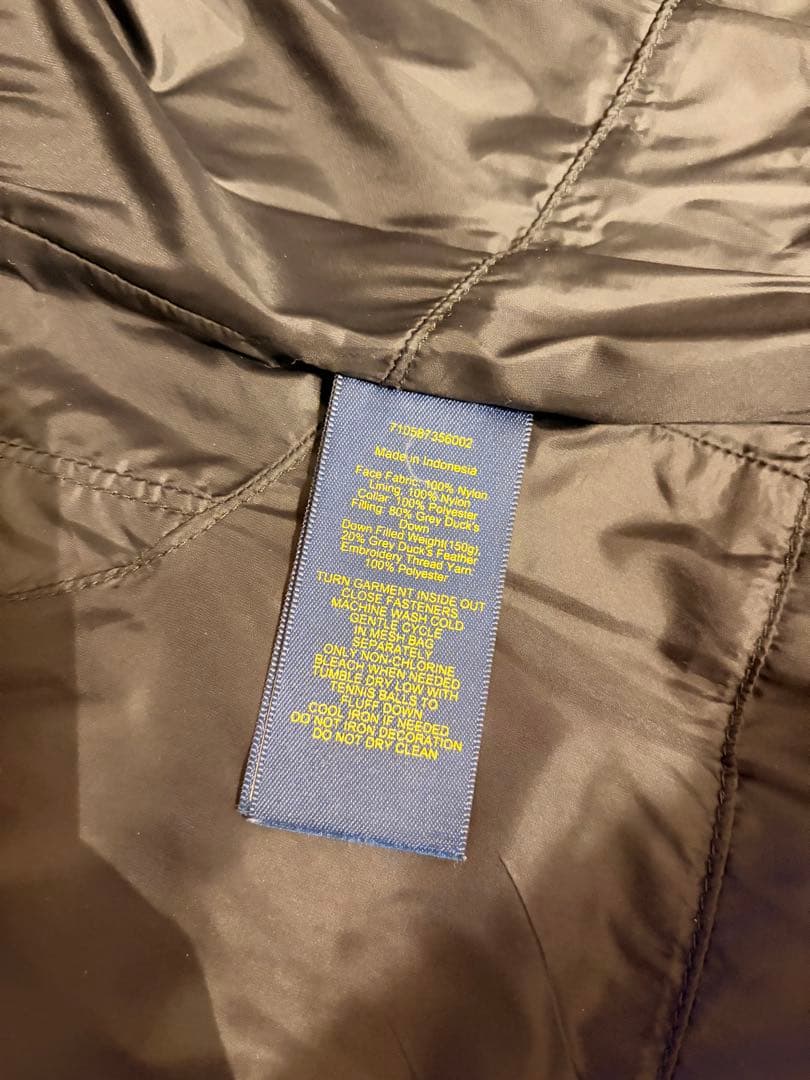 710587356002
Made in Indonesia
Face Fabric: 100% Nylon
Lining: 100% Nylon
Collar: 100% Polyester
Filling: 80% Grey Duck's
Down
Down Filled Weight(150g),
20% Grey Duck's Feather
Embroidery Thread Yarn:
100% Polyester
TURN GARMENT INSIDE OUT
CLOSE FASTENERS
MACHINE WASH COLD
GENTLE CYCLE
IN MESH BAG
SEPARATELY
ONLY NON-CHLORINE
BLEACH WHEN NEEDED
TUMBLE DRY LOW WITH
TENNIS BALLS TO
FLUFF DOWN
COOL IRON IF NEEDED
DO NOT IRON DECORATION
DO NOT DRY CLEAN